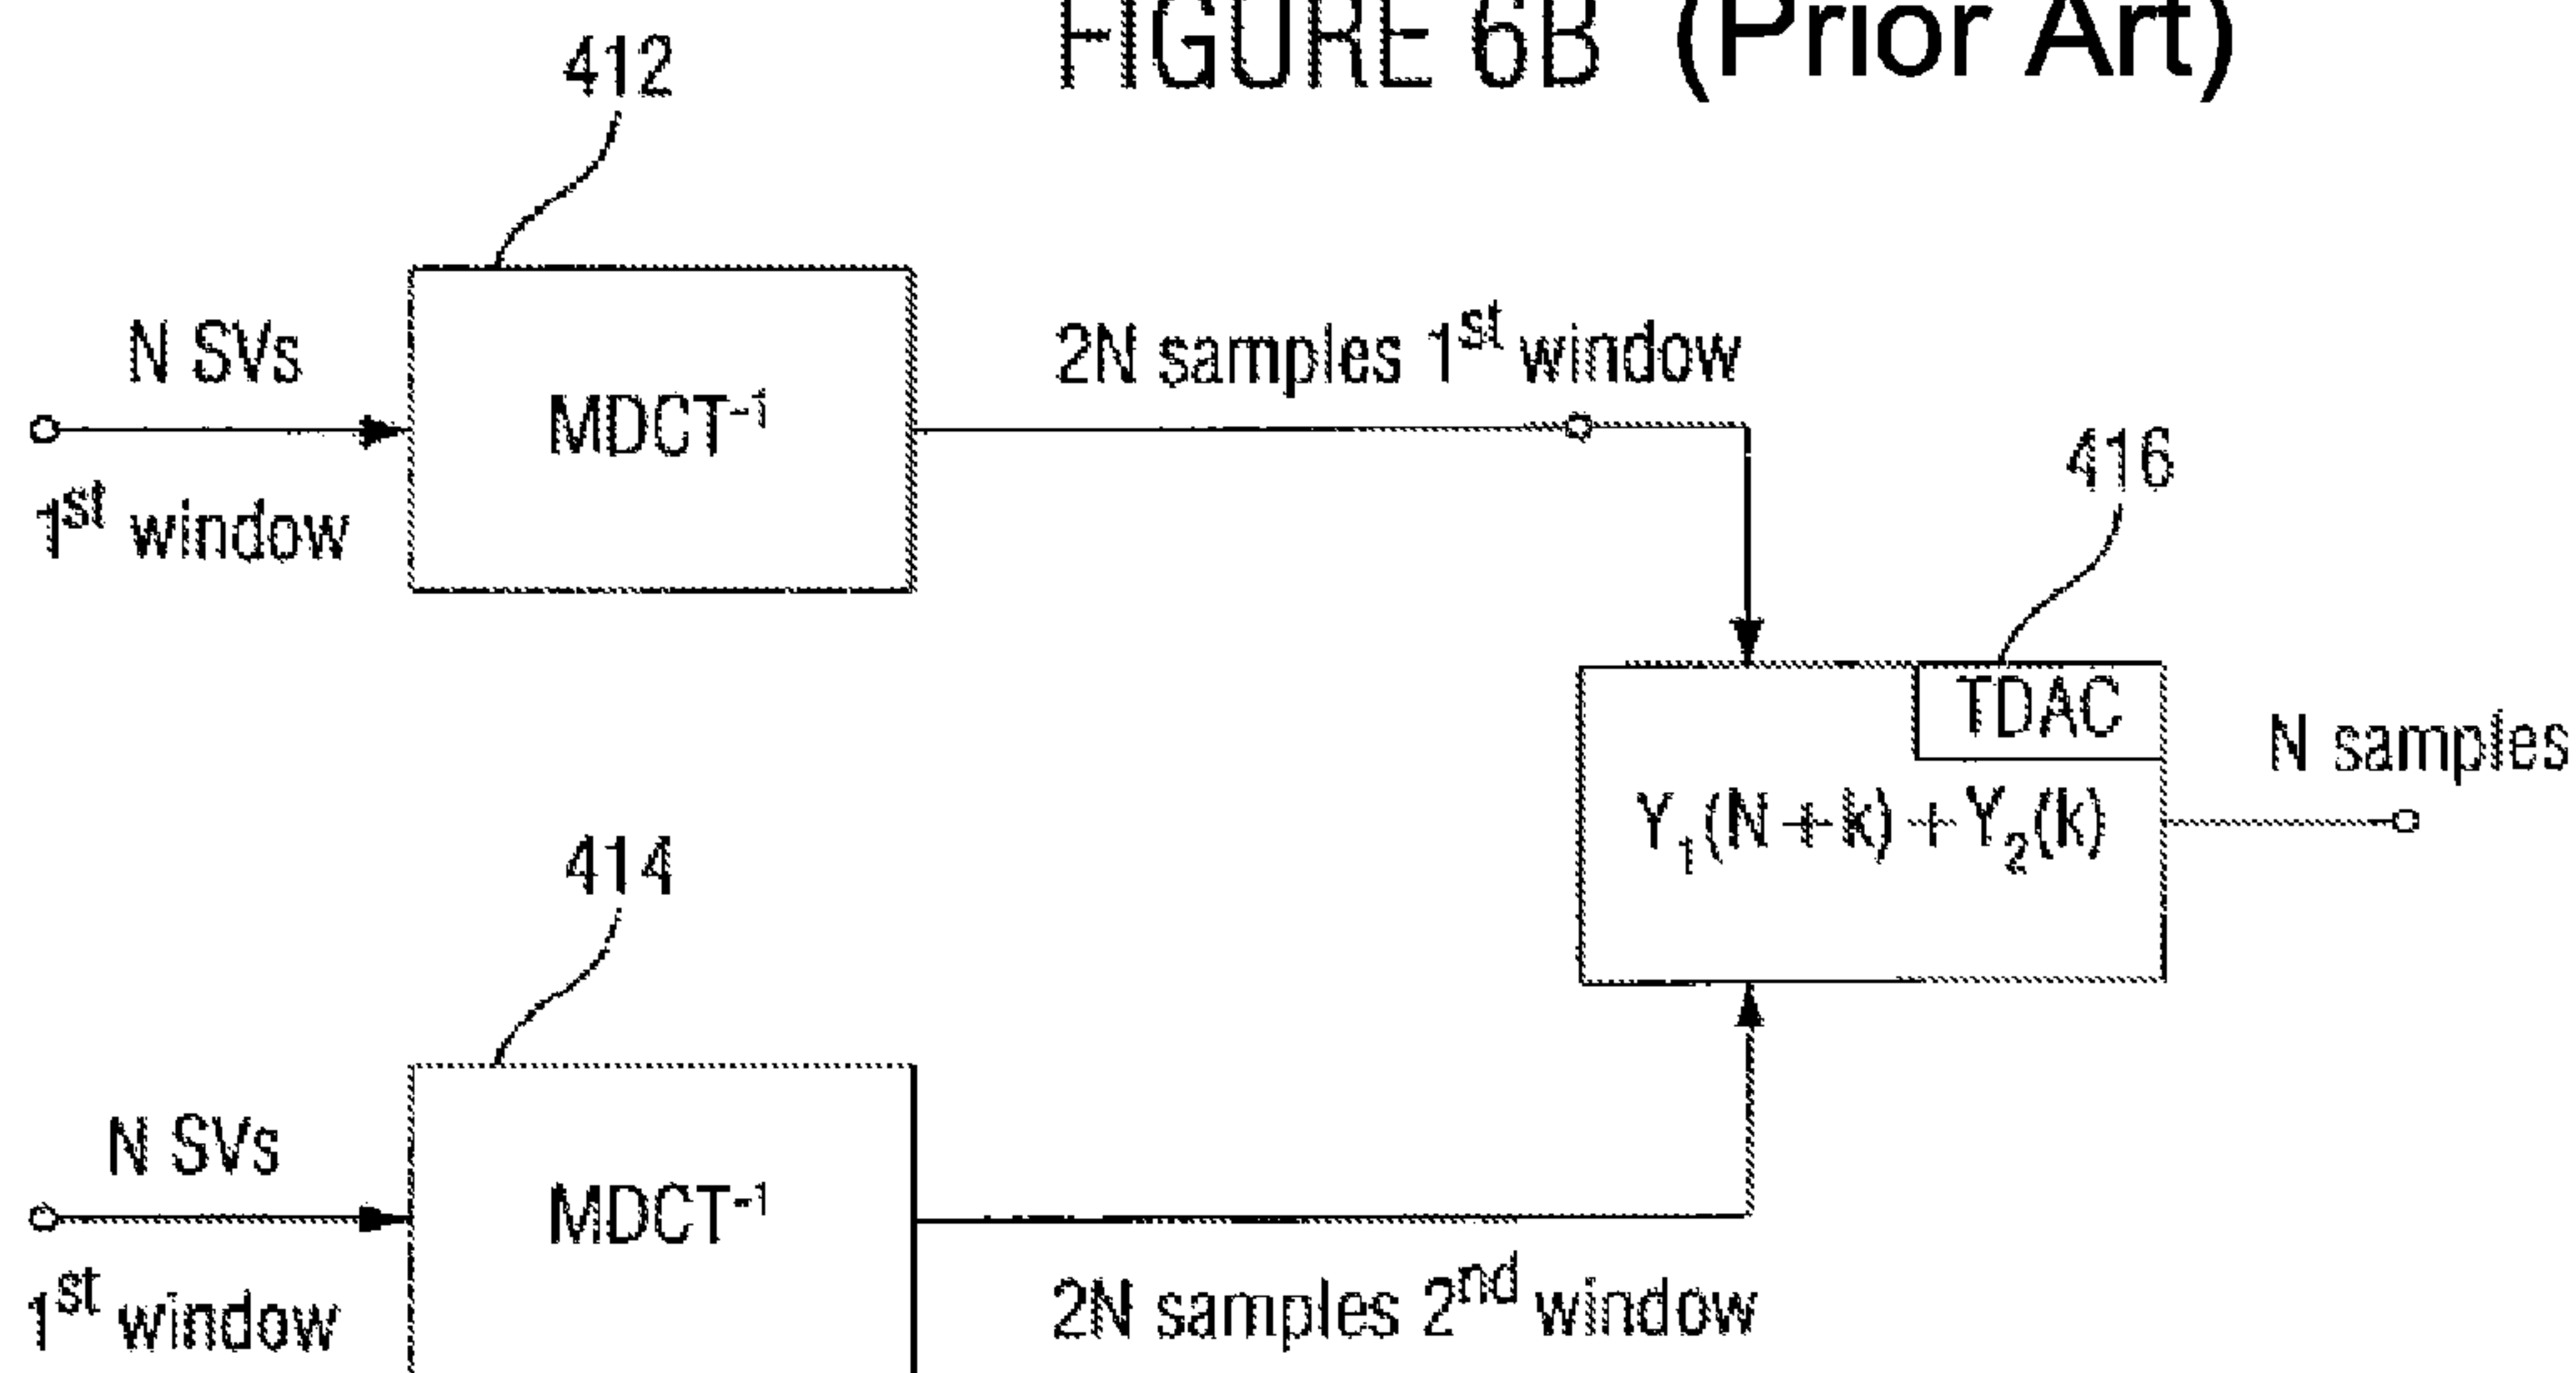 FIGURE 6B (Prior Art)
412
N SVs
1st window
MDCT-1
2N samples 1st window
416
TDAC
Y1(N + k) + Y2(k)
N samples
414
N SVs
1st window
MDCT-1
2N samples 2nd window